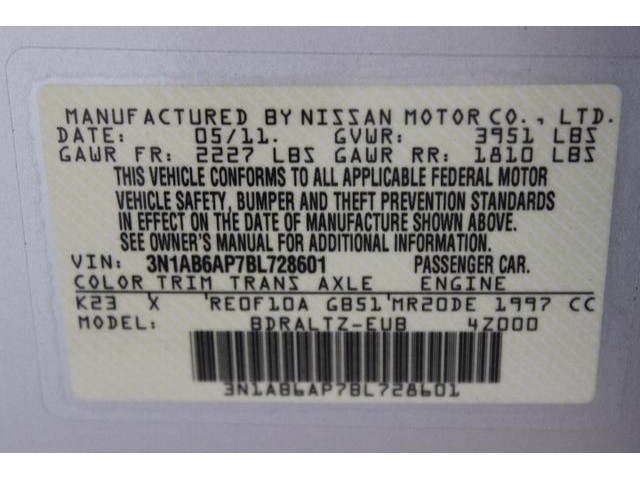 MANUFACTURED BY NISSAN MOTOR CO., LTD.
DATE: 05/11. GVWR: 3951 LBS
GAWR FR: 2227 LBS GAWR RR: 1810 LBS
THIS VEHICLE CONFORMS TO ALL APPLICABLE FEDERAL MOTOR
VEHICLE SAFETY, BUMPER AND THEFT PREVENTION STANDARDS
IN EFFECT ON THE DATE OF MANUFACTURE SHOWN ABOVE.
SEE OWNER'S MANUAL FOR ADDITIONAL INFORMATION.
VIN: 3N1AB6AP7BL728601 PASSENGER CAR.
COLOR TRIM TRANS AXLE ENGINE
K23 X RE0F10A GB51 MR20DE 1997 CC
MODEL: BDRALTZ-EUB 4Z000
3N1AB6AP7BL728601